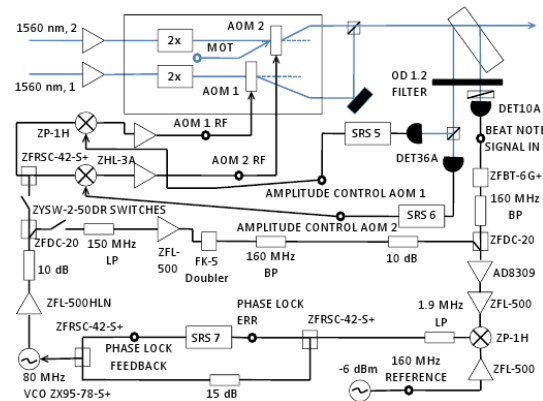 1560 nm, 2
2x
MOT
AOM 2
1560 nm, 1
2x
AOM 1
OD 1.2
FILTER
DET10A
ZP-1H
AOM 1 RF
SRS 5
BEAT NOTE
SIGNAL IN
ZFRSC-42-S+
ZHL-3A
AOM 2 RF
DET36A
AMPLITUDE CONTROL AOM 1
ZFBT-6G+
SRS 6
160 MHz
BP
ZYSW-2-50DR SWITCHES
AMPLITUDE CONTROL AOM 2
ZFDC-20
150 MHz
LP
ZFL-
500
FK-5
Doubler
160 MHz
BP
10 dB
ZFDC-20
10 dB
AD8309
ZFL-500HLN
1.9 MHz
LP
ZFL-500
ZFRSC-42-S+
SRS 7
PHASE LOCK
ERR
ZFRSC-42-S+
ZP-1H
PHASE LOCK
FEEDBACK
80 MHz
VCO ZX95-78-S+
15 dB
-6 dBm
160 MHz
REFERENCE
ZFL-500